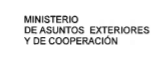 MINISTERIO
DE ASUNTOS EXTERIORES
Y DE COOPERACIÓN